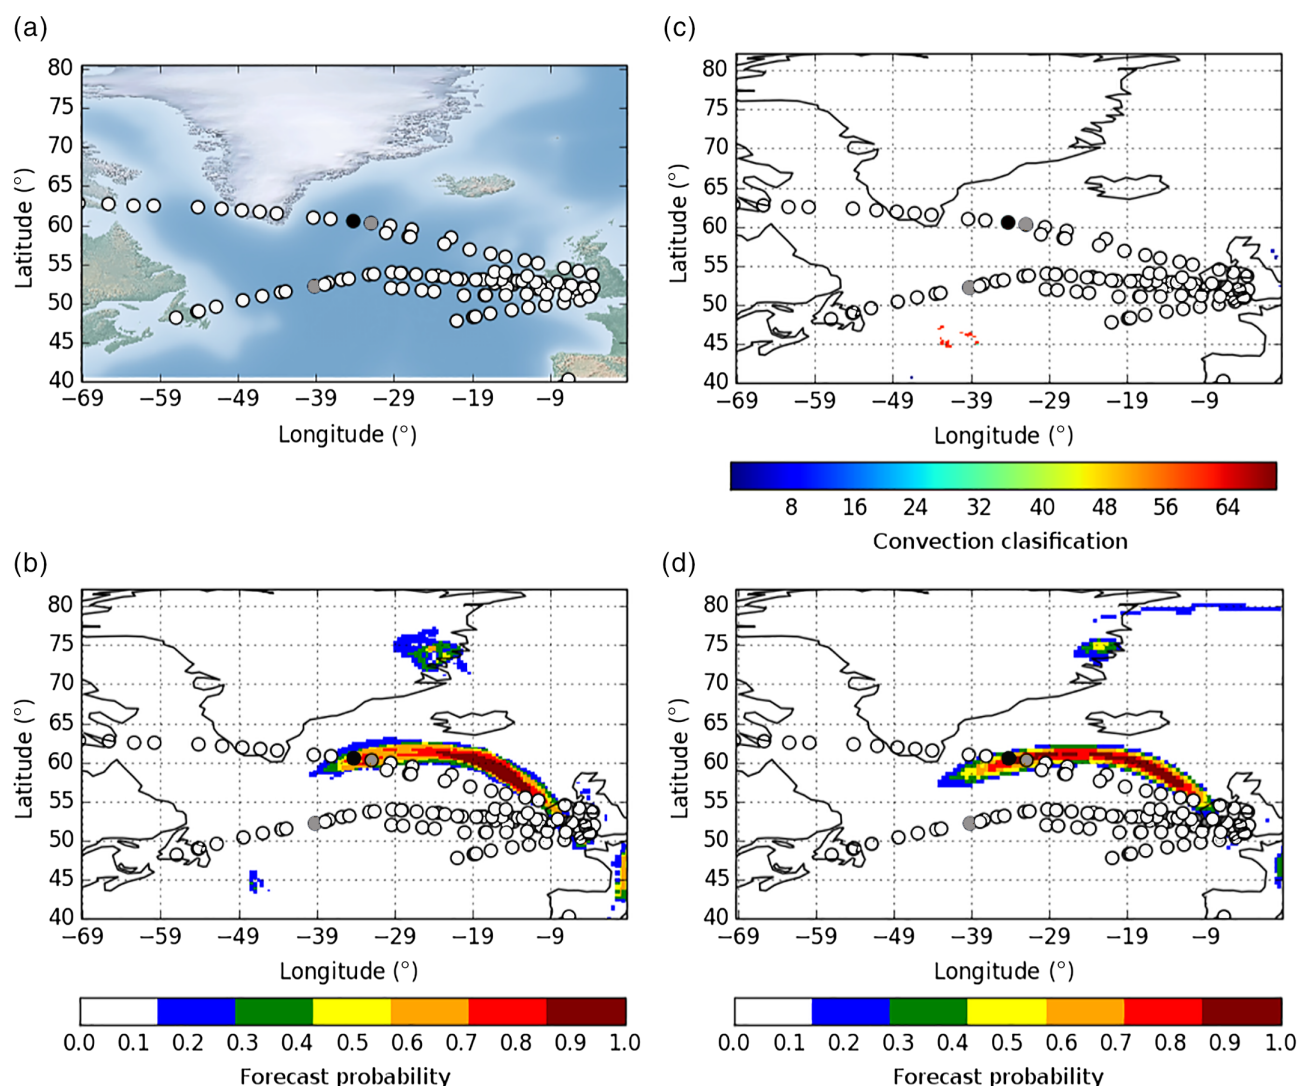 (a)
80
75
70
65
60
55
50
45
40
Latitude (°)
−69 −59 −49 −39 −29 −19 −9
Longitude (°)
(c)
80
75
70
65
60
55
50
45
40
Latitude (°)
−69 −59 −49 −39 −29 −19 −9
Longitude (°)
8 16 24 32 40 48 56 64
Convection clasification
(b)
80
75
70
65
60
55
50
45
40
Latitude (°)
−69 −59 −49 −39 −29 −19 −9
Longitude (°)
0.0 0.1 0.2 0.3 0.4 0.5 0.6 0.7 0.8 0.9 1.0
Forecast probability
(d)
80
75
70
65
60
55
50
45
40
Latitude (°)
−69 −59 −49 −39 −29 −19 −9
Longitude (°)
0.0 0.1 0.2 0.3 0.4 0.5 0.6 0.7 0.8 0.9 1.0
Forecast probability